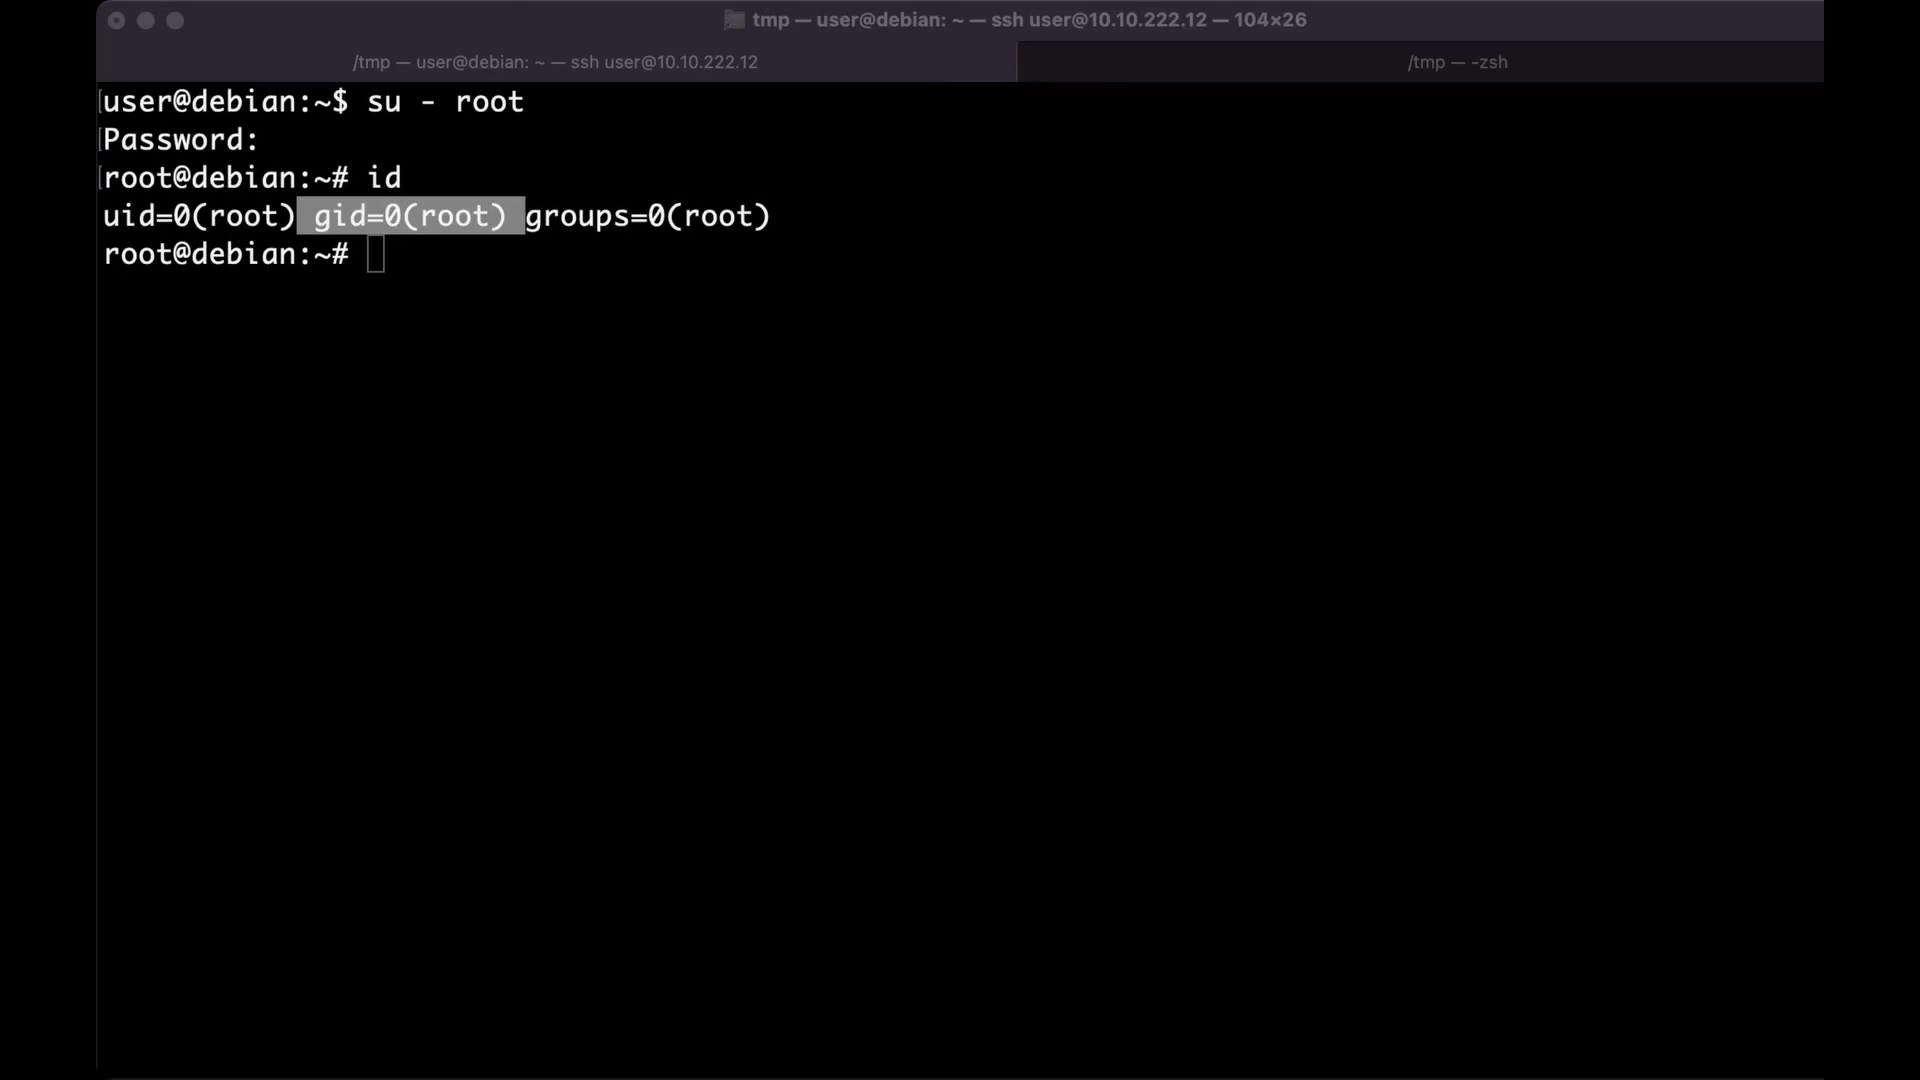 tmp — user@debian: ~ — ssh user@10.10.222.12 — 104×26
/tmp — user@debian: ~ — ssh user@10.10.222.12
/tmp — -zsh
user@debian:~$ su - root
Password:
root@debian:~# id
uid=0(root) gid=0(root) groups=0(root)
root@debian:~#